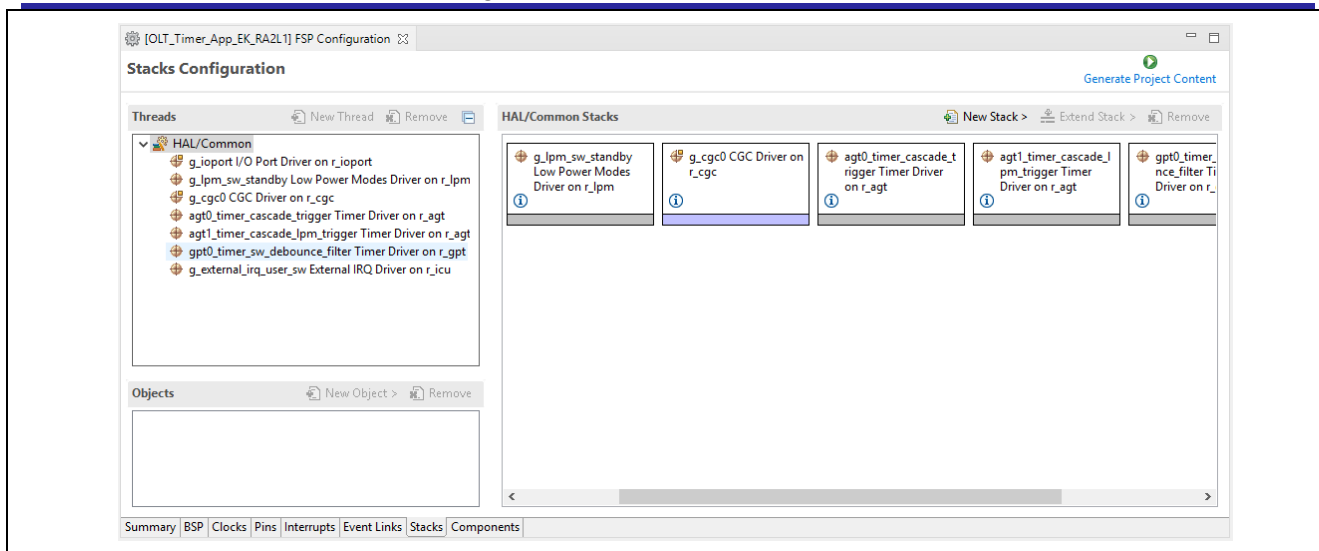 [OLT_Timer_App_EK_RA2L1] FSP Configuration
Stacks Configuration
Generate Project Content
Threads
New Thread
Remove
HAL/Common
g_ioport I/O Port Driver on r_ioport
g_lpm_sw_standby Low Power Modes Driver on r_lpm
g_cgc0 CGC Driver on r_cgc
agt0_timer_cascade_trigger Timer Driver on r_agt
agt1_timer_cascade_lpm_trigger Timer Driver on r_agt
gpt0_timer_sw_debounce_filter Timer Driver on r_gpt
g_external_irq_user_sw External IRQ Driver on r_icu
Objects
New Object >
Remove
HAL/Common Stacks
New Stack >
Extend Stack >
Remove
g_lpm_sw_standby
Low Power Modes
Driver on r_lpm
g_cgc0 CGC Driver on
r_cgc
agt0_timer_cascade_t
rigger Timer Driver
on r_agt
agt1_timer_cascade_l
pm_trigger Timer
Driver on r_agt
gpt0_timer_
nce_filter Ti
Driver on r_
Summary BSP Clocks Pins Interrupts Event Links Stacks Components